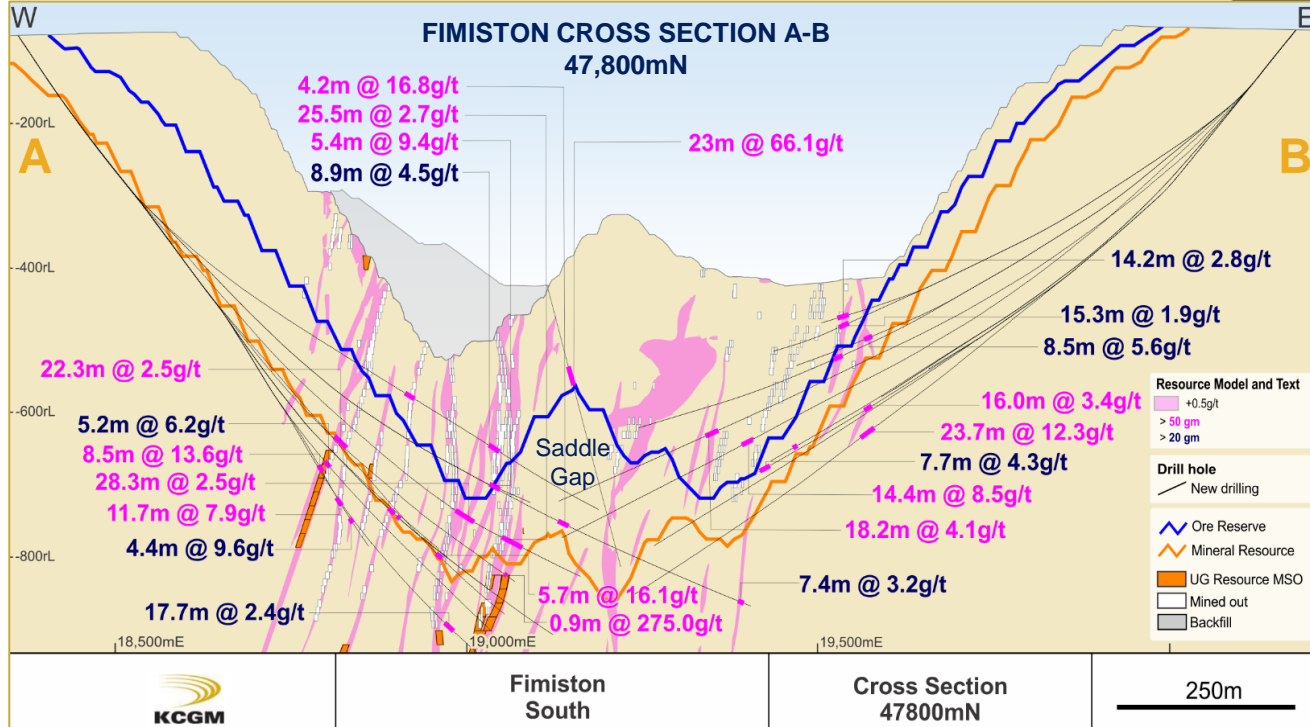 W
E
FIMISTON CROSS SECTION A-B
47,800mN
4.2m @ 16.8g/t
25.5m @ 2.7g/t
5.4m @ 9.4g/t
8.9m @ 4.5g/t
23m @ 66.1g/t
-200rL
A
B
-400rL
14.2m @ 2.8g/t
15.3m @ 1.9g/t
8.5m @ 5.6g/t
22.3m @ 2.5g/t
-600rL
16.0m @ 3.4g/t
5.2m @ 6.2g/t
23.7m @ 12.3g/t
8.5m @ 13.6g/t
7.7m @ 4.3g/t
28.3m @ 2.5g/t
14.4m @ 8.5g/t
11.7m @ 7.9g/t
18.2m @ 4.1g/t
4.4m @ 9.6g/t
-800rL
7.4m @ 3.2g/t
5.7m @ 16.1g/t
17.7m @ 2.4g/t
0.9m @ 275.0g/t
Saddle
Gap
18,500mE
19,000mE
19,500mE
Resource Model and Text
+0.5g/t
> 50 gm
> 20 gm
Drill hole
New drilling
Ore Reserve
Mineral Resource
UG Resource MSO
Mined out
Backfill
KCGM
Fimiston
South
Cross Section
47800mN
250m